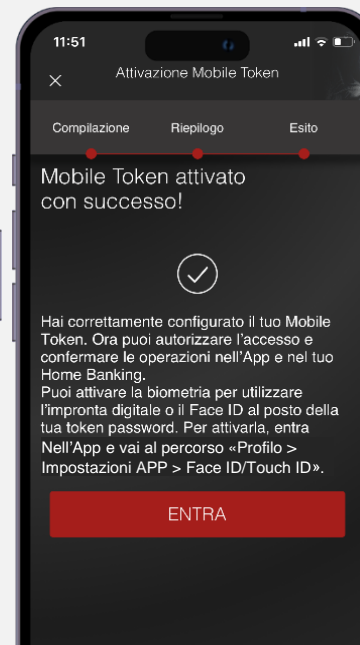 11:51
Attivazione Mobile Token
Compilazione Riepilogo Esito
Mobile Token attivato
con successo!
Hai correttamente configurato il tuo Mobile
Token. Ora puoi autorizzare l'accesso e
confermare le operazioni nell'App e nel tuo
Home Banking.
Puoi attivare la biometria per utilizzare
l'impronta digitale o il Face ID al posto della
tua token password. Per attivarla, entra
Nell'App e vai al percorso «Profilo >
Impostazioni APP > Face ID/Touch ID».
ENTRA